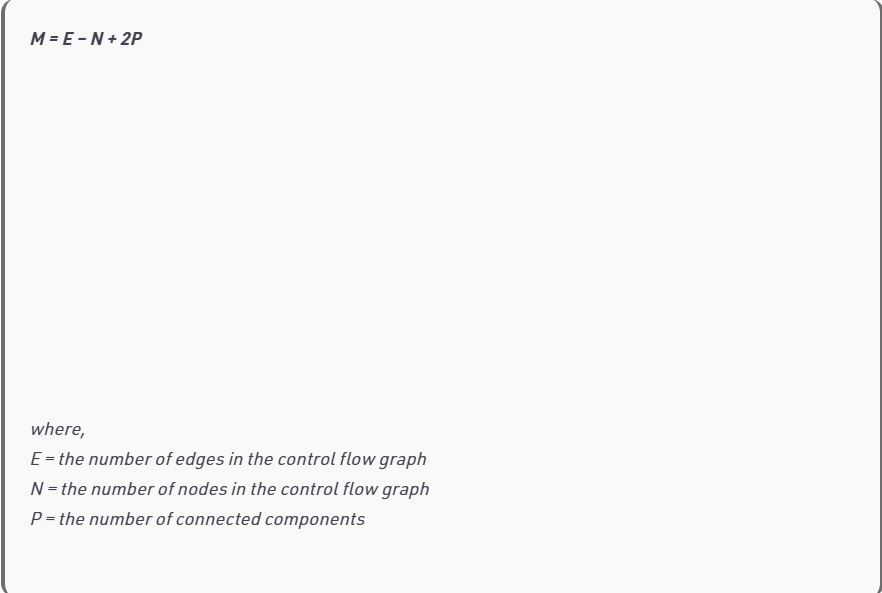 M = E – N + 2P
where,
E = the number of edges in the control flow graph
N = the number of nodes in the control flow graph
P = the number of connected components